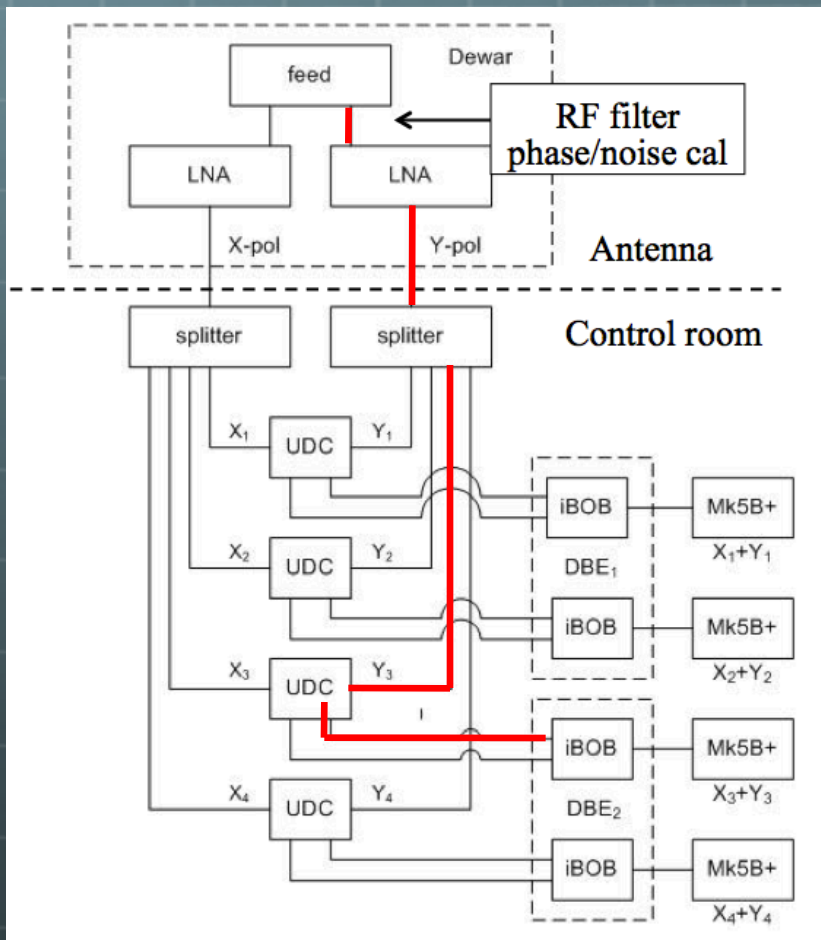 feed
Dewar
RF filter
phase/noise cal
LNA
LNA
X-pol
Y-pol
Antenna
splitter
splitter
Control room
X₁
UDC
Y₁
iBOB
Mk5B+
X₁+Y₁
DBE₁
X₂
UDC
Y₂
iBOB
Mk5B+
X₂+Y₂
X₃
UDC
Y₃
iBOB
Mk5B+
X₃+Y₃
DBE₂
X₄
UDC
Y₄
iBOB
Mk5B+
X₄+Y₄